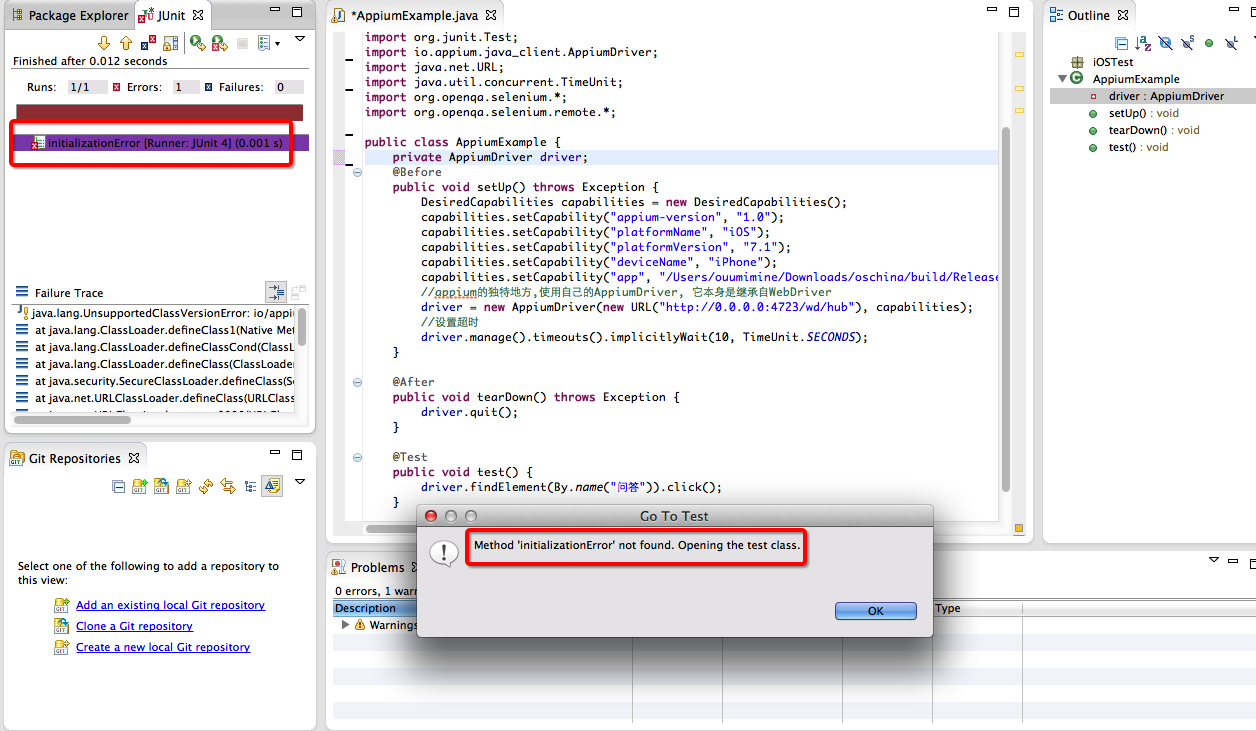 Package Explorer
JUnit
Finished after 0.012 seconds
Runs: 1/1 Errors: 1 Failures: 0
initializationError [Runner: JUnit 4] (0.001 s)
Failure Trace
java.lang.UnsupportedClassVersionError: io/appi
at java.lang.ClassLoader.defineClass1(Native Met
at java.lang.ClassLoader.defineClassCond(ClassL
at java.lang.ClassLoader.defineClass(ClassLoader
at java.security.SecureClassLoader.defineClass(S
at java.net.URLClassLoader.defineClass(URLClass
Git Repositories
Select one of the following to add a repository to
this view:
Add an existing local Git repository
Clone a Git repository
Create a new local Git repository
*AppiumExample.java
import org.junit.Test;
import io.appium.java_client.AppiumDriver;
import java.net.URL;
import java.util.concurrent.TimeUnit;
import org.openqa.selenium.*;
import org.openqa.selenium.remote.*;
public class AppiumExample {
private AppiumDriver driver;
@Before
public void setUp() throws Exception {
DesiredCapabilities capabilities = new DesiredCapabilities();
capabilities.setCapability("appium-version", "1.0");
capabilities.setCapability("platformName", "iOS");
capabilities.setCapability("platformVersion", "7.1");
capabilities.setCapability("deviceName", "iPhone");
capabilities.setCapability("app", "/Users/ouumimine/Downloads/oschina/build/Release
//appium的独特地方,使用自己的AppiumDriver, 它本身是继承自WebDriver
driver = new AppiumDriver(new URL("http://0.0.0.0:4723/wd/hub"), capabilities);
//设置超时
driver.manage().timeouts().implicitlyWait(10, TimeUnit.SECONDS);
}
@After
public void tearDown() throws Exception {
driver.quit();
}
@Test
public void test() {
driver.findElement(By.name("问答")).click();
}
Go To Test
Method 'initializationError' not found. Opening the test class.
OK
Problems
0 errors, 1 warn
Description
Type
Warnings
Outline
iOSTest
AppiumExample
driver : AppiumDriver
setUp() : void
tearDown() : void
test() : void